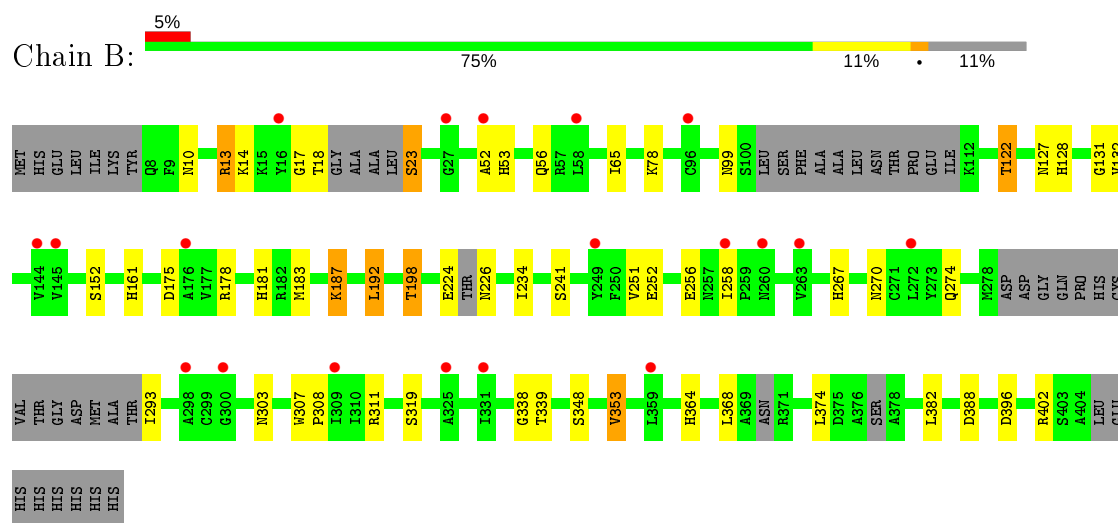 5%
Chain B:
75% 11% • 11%
MET HIS GLU LEU ILE LYS TYR Q8 F9 N10 R13 K14 K15 Y16 G17 T18 GLY ALA ALA LEU S23 G27 A52 H53 Q56 R57 L58 I65 K78 C96 N99 S100 LEU SER PHE ALA ALA LEU ASN THR PRO GLU ILE K112 T122 N127 H128 G131 V132
V144 V145 S152 H161 D175 A176 V177 R178 H181 R182 M183 K187 L192 T198 E224 THR N226 I234 S241 Y249 F250 V251 E252 E256 N257 I258 P259 N260 V263 H267 N270 C271 L272 Y273 Q274 M278 ASP ASP GLY GLN PRO HIS CYS
VAL THR GLY ASP MET ALA THR I293 A298 C299 G300 N303 W307 P308 I309 I310 R311 S319 A325 I331 G338 T339 S348 V353 L359 H364 L368 A369 ASN R371 L374 D375 A376 SER A378 L382 D388 D396 R402 S403 A404 LEU GLU
HIS HIS HIS HIS HIS HIS